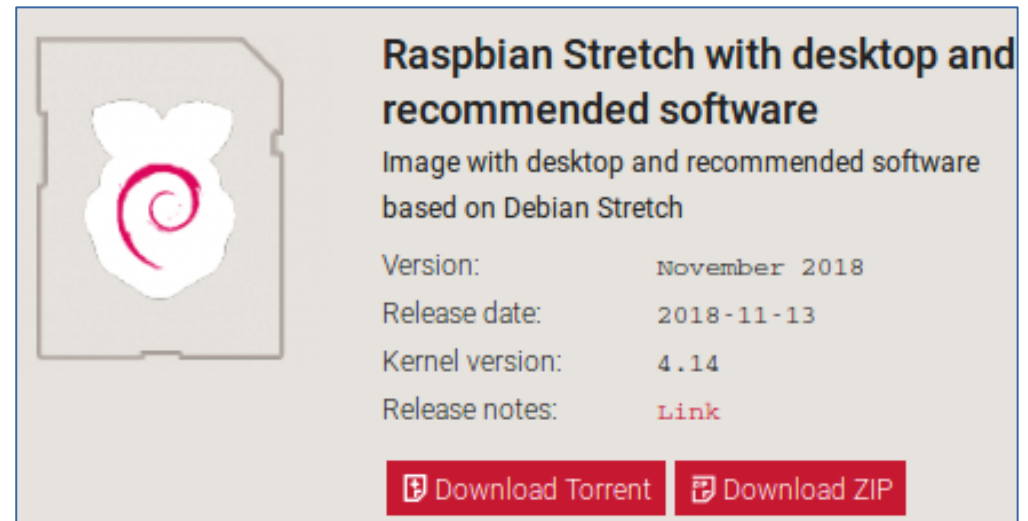 Raspbian Stretch with desktop and
recommended software
Image with desktop and recommended software
based on Debian Stretch
Version: November 2018
Release date: 2018-11-13
Kernel version: 4.14
Release notes: Link
Download Torrent Download ZIP